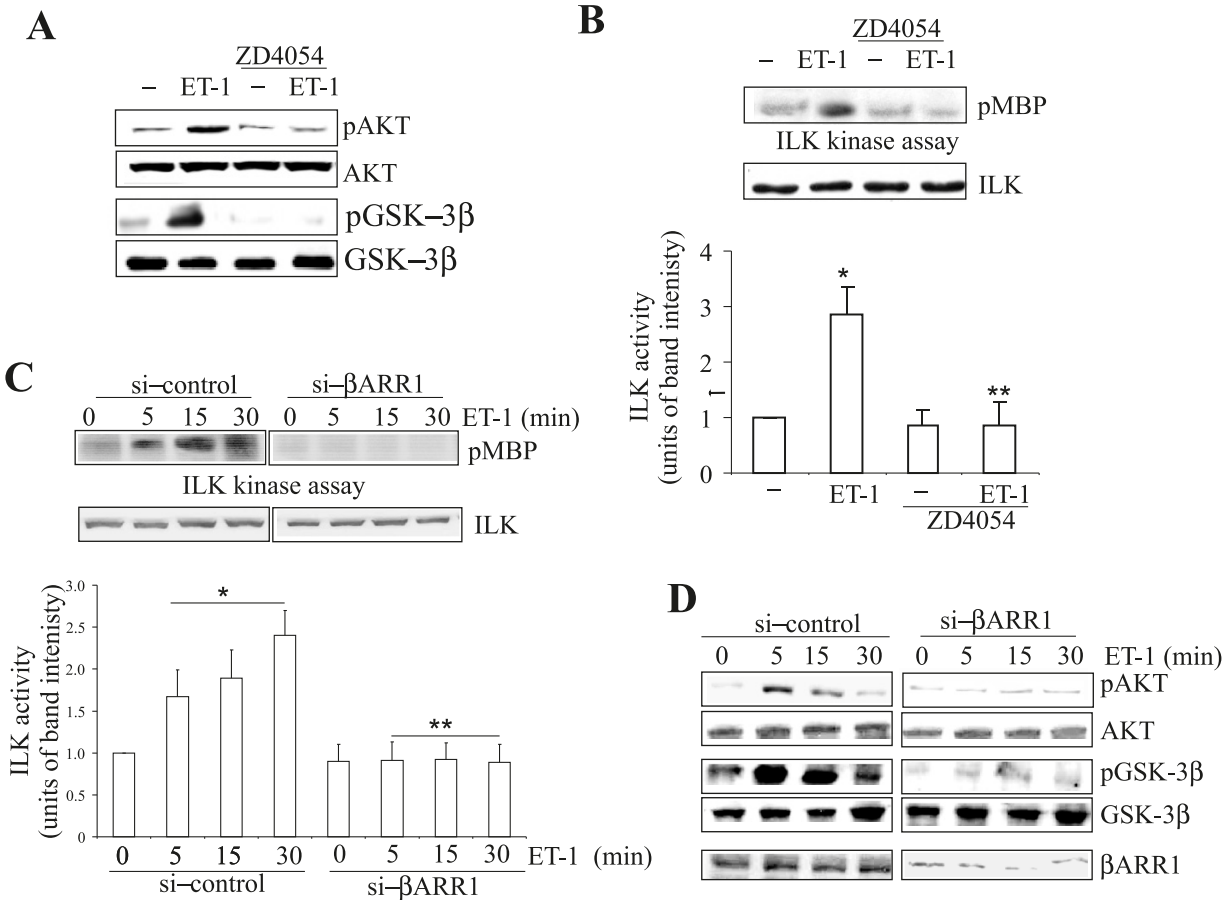 A
ZD4054
– ET-1 – ET-1
pAKT
AKT
pGSK–3β
GSK–3β
B
ZD4054
– ET-1 – ET-1
pMBP
ILK kinase assay
ILK
ILK activity
(units of band intenisty)
4
3
2
1
0
*
**
– ET-1 – ET-1
ZD4054
C
si–control si–βARR1
0 5 15 30 0 5 15 30 ET-1 (min)
pMBP
ILK kinase assay
ILK
ILK activity
(units of band intenisty)
3.0
2.5
2.0
1.5
1.0
0.5
0.0
*
**
0 5 15 30 0 5 15 30 ET-1 (min)
si–control si–βARR1
D
si–control si–βARR1
0 5 15 30 0 5 15 30 ET-1 (min)
pAKT
AKT
pGSK-3β
GSK-3β
βARR1